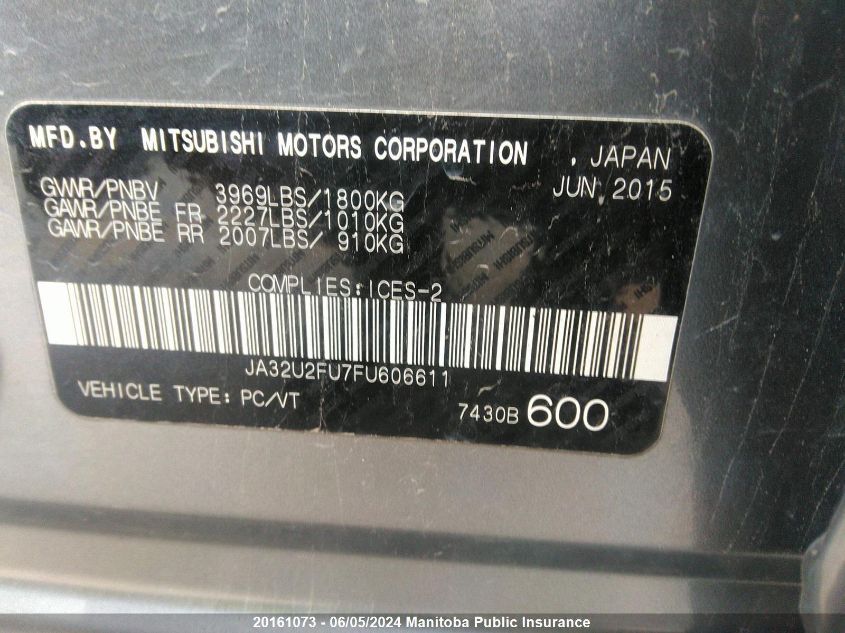 MFD.BY MITSUBISHI MOTORS CORPORATION . JAPAN
GVWR/PNBV 3969LBS/1800KG JUN 2015
GAWR/PNBE FR 2227LBS/1010KG
GAWR/PNBE RR 2007LBS/ 910KG
COMPLIES:ICES-2
JA32U2FU7FU606611
VEHICLE TYPE: PC/VT 7430B 600
20161073 - 06/05/2024 Manitoba Public Insurance